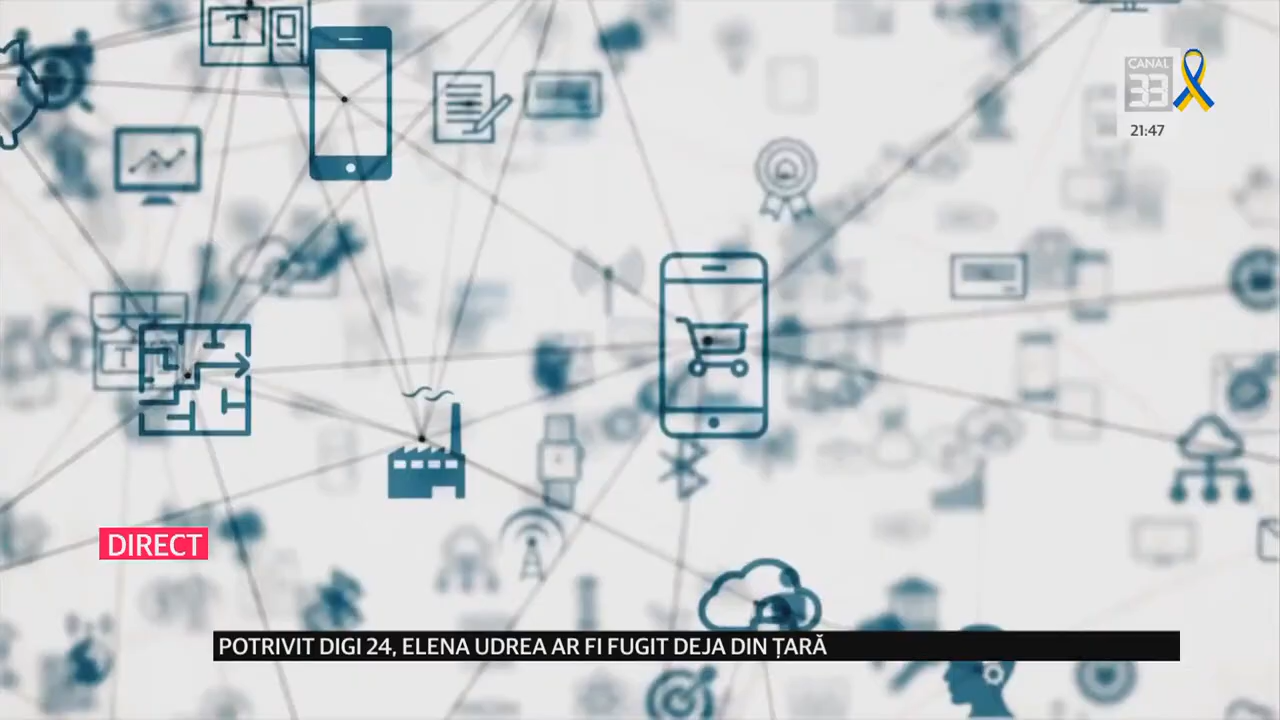 T
CANAL
33
21:47
T
DIRECT
POTRIVIT DIGI 24, ELENA UDREA AR FI FUGIT DEJA DIN ȚARĂ